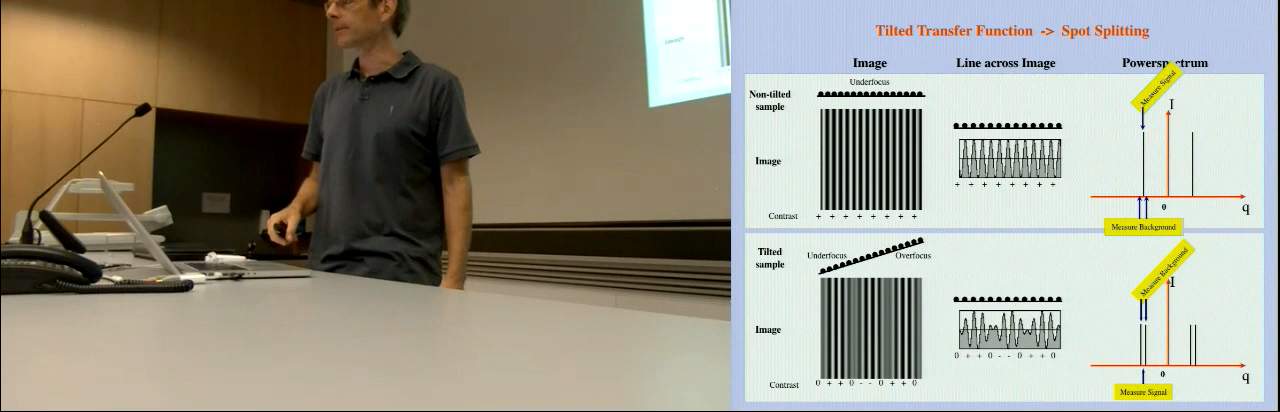 Tilted Transfer Function -> Spot Splitting
Image Line across Image Powerspectrum
Measure Signal
Underfocus
Non-tilted
sample
I
Image
+ + + + + + + +
Contrast + + + + + + + +
0
q
Measure Background
Tilted
sample
Underfocus Overfocus
Measure Background
I
Image
0 + + 0 - - 0 + + 0
Contrast 0 + + 0 - - 0 + + 0
0
q
Measure Signal